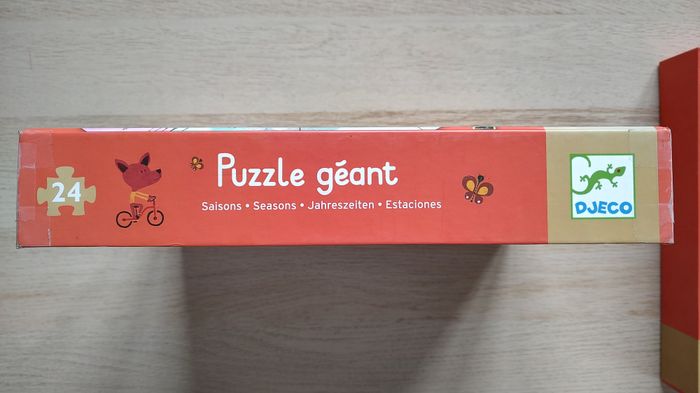 24
Puzzle géant
Saisons • Seasons • Jahreszeiten • Estaciones
DJECO